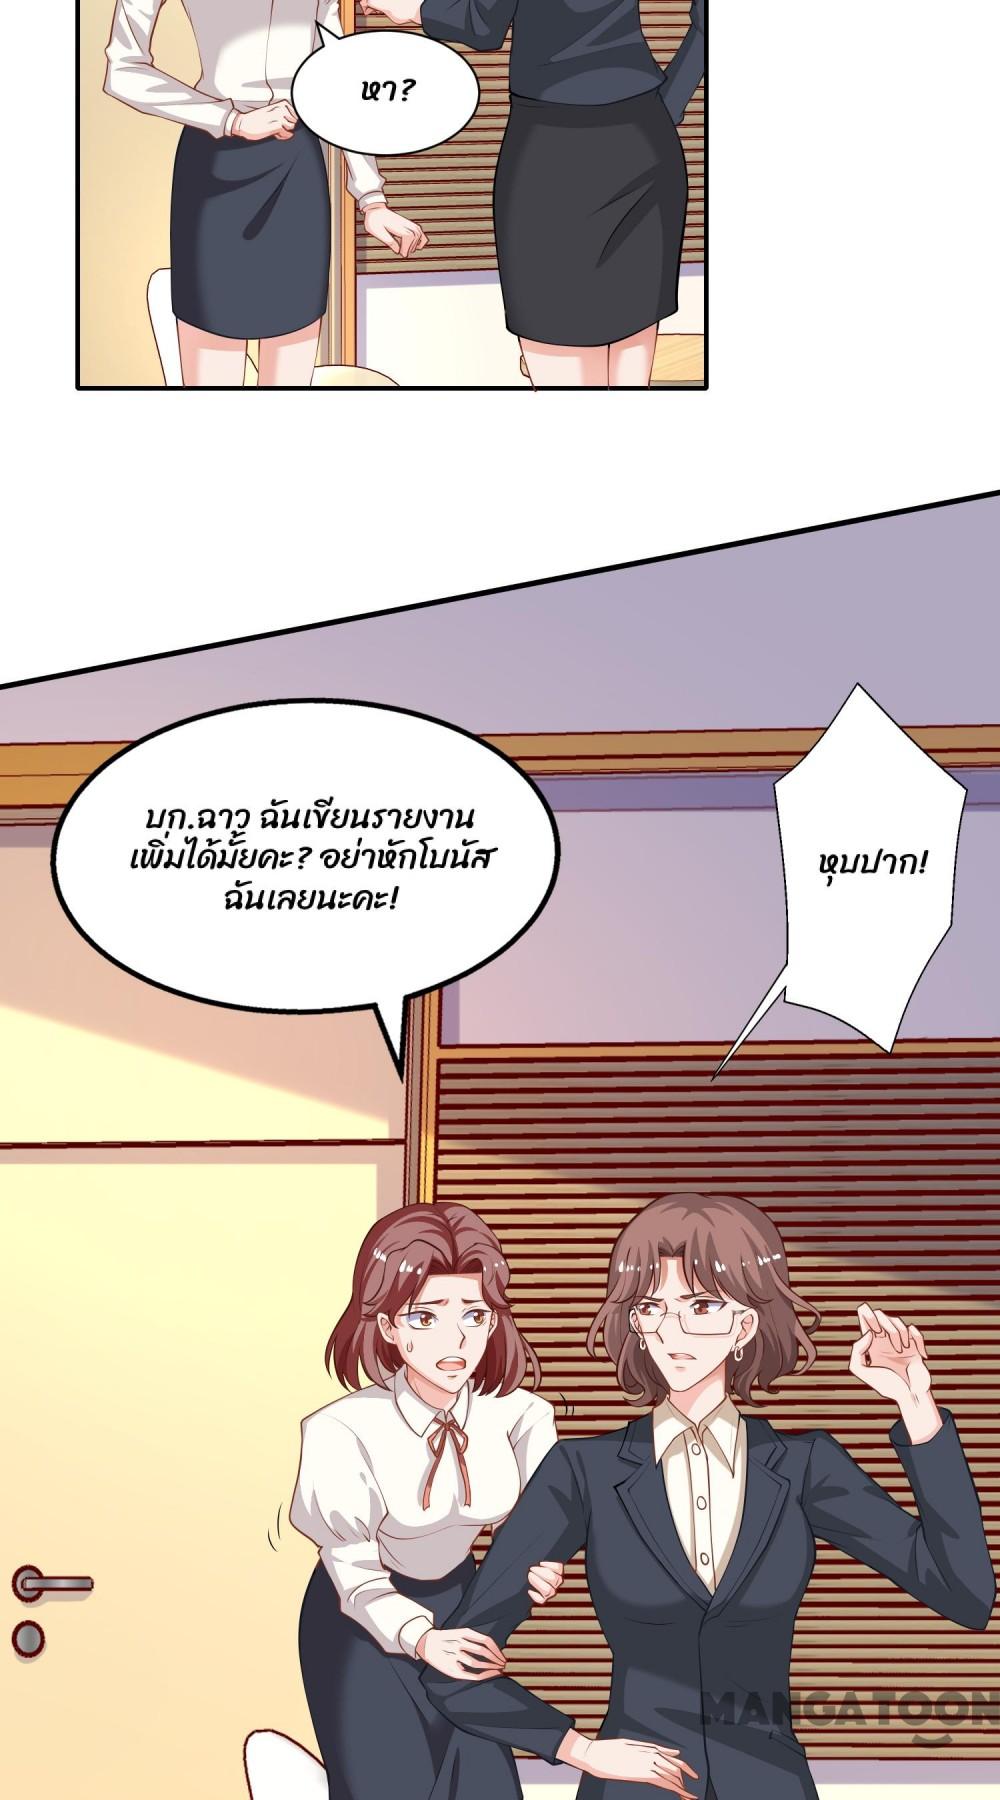 หา?
บก.ฉาว ฉันเขียนรายงาน
เพิ่มได้มั้ยคะ? อย่าหักโบนัส
ฉันเลยนะคะ!
หุบปาก!
MANGATOON